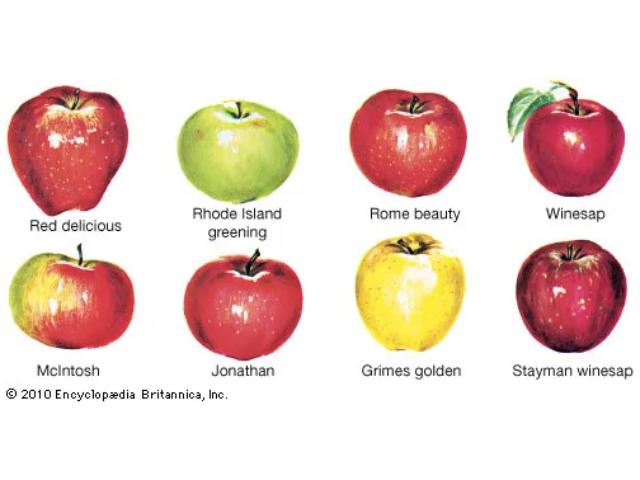 Red delicious
Rhode Island
greening
Rome beauty
Winesap
McIntosh
Jonathan
Grimes golden
Stayman winesap
© 2010 Encyclopædia Britannica, Inc.